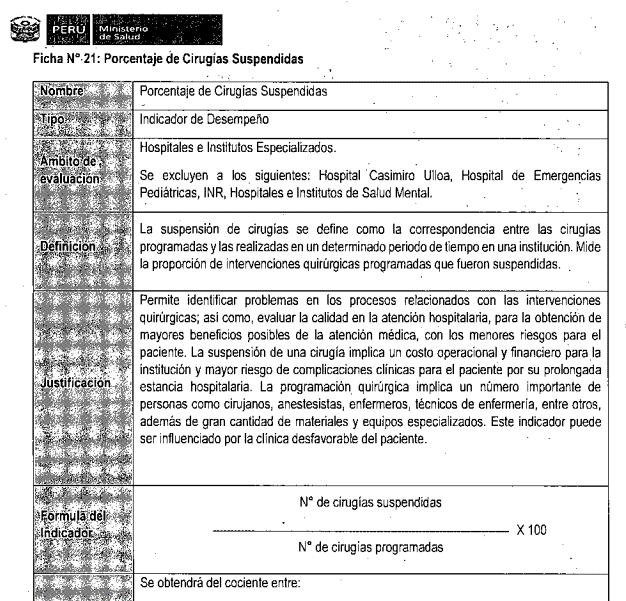 PERÚ Ministerio
de Salud
Ficha N° 21: Porcentaje de Cirugías Suspendidas
Nombre
Porcentaje de Cirugías Suspendidas
Tipo
Indicador de Desempeño
Ámbito de
evaluación
Hospitales e Institutos Especializados.
Se excluyen a los siguientes: Hospital Casimiro Ulloa, Hospital de Emergencias
Pediátricas, INR, Hospitales e Institutos de Salud Mental.
Definición
La suspensión de cirugías se define como la correspondencia entre las cirugías
programadas y las realizadas en un determinado periodo de tiempo en una institución. Mide
la proporción de intervenciones quirúrgicas programadas que fueron suspendidas.
Justificación
Permite identificar problemas en los procesos relacionados con las intervenciones
quirúrgicas; así como, evaluar la calidad en la atención hospitalaria, para la obtención de
mayores beneficios posibles de la atención médica, con los menores riesgos para el
paciente. La suspensión de una cirugía implica un costo operacional y financiero para la
institución y mayor riesgo de complicaciones clínicas para el paciente por su prolongada
estancia hospitalaria. La programación quirúrgica implica un número importante de
personas como cirujanos, anestesistas, enfermeros, técnicos de enfermería, entre otros,
además de gran cantidad de materiales y equipos especializados. Este indicador puede
ser influenciado por la clínica desfavorable del paciente.
Formula del
Indicador
N° de cirugías suspendidas
X 100
N° de cirugías programadas
Se obtendrá del cociente entre: